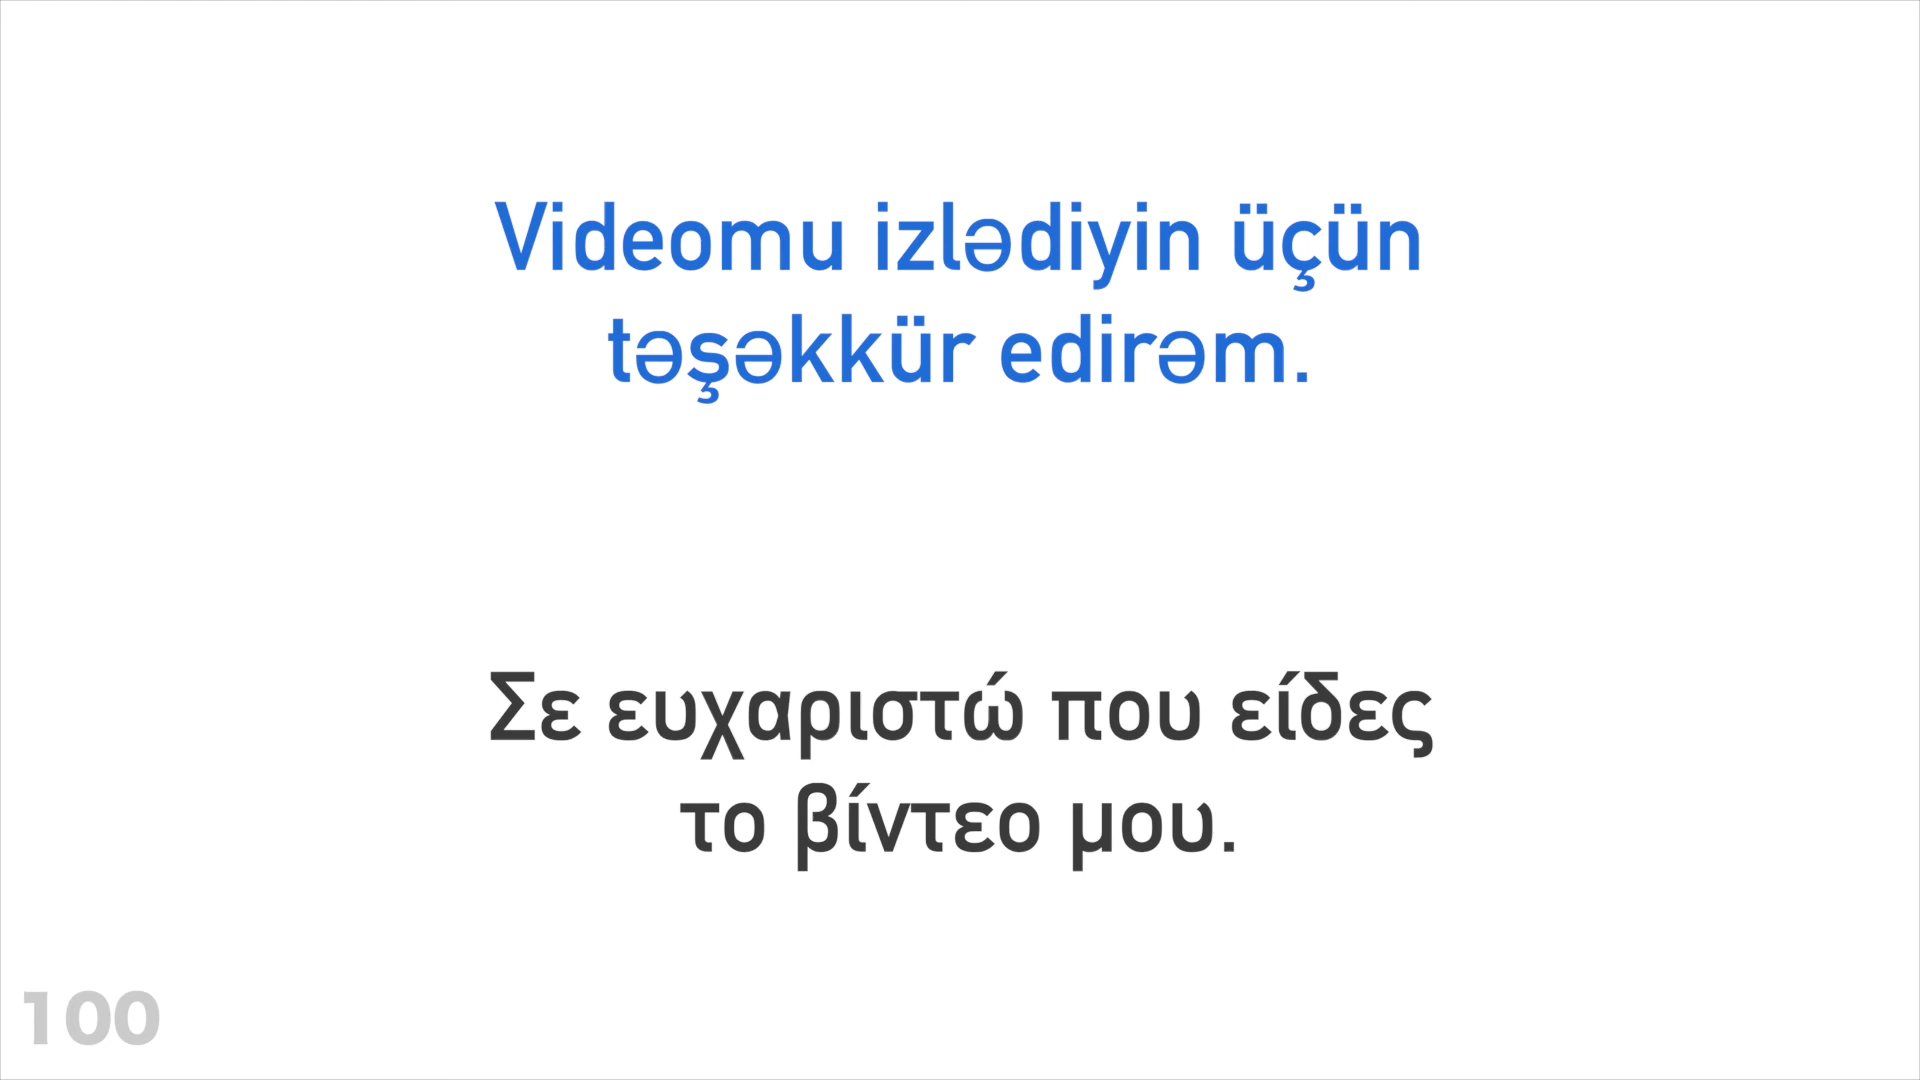 Videomu izlədiyin üçün
təşəkkür edirəm.
Σε ευχαριστώ που είδες
το βίντεο μου.
100